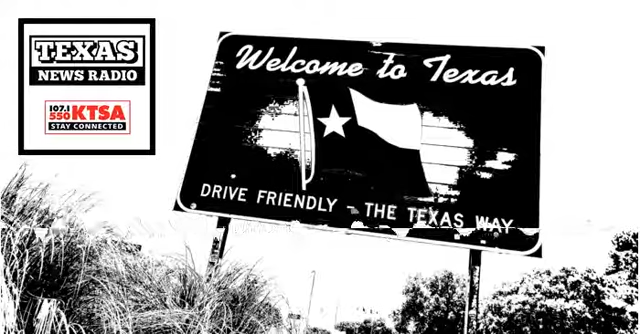 TEXAS
NEWS RADIO
107.1
550 KTSA
STAY CONNECTED
Welcome to Texas
DRIVE FRIENDLY - THE TEXAS WAY